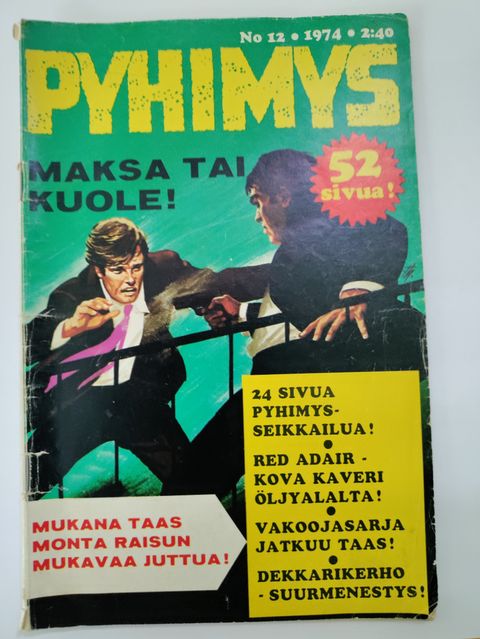 No 12 • 1974 • 2:40
PYHIMYS
MAKSA TAI
KUOLE!
52
sivua!
24 SIVUA
PYHIMYS-
SEIKKAILUA!
•
RED ADAIR -
KOVA KAVERI
ÖLJYALALTA!
•
VAKOOJASARJA
JATKUU TAAS!
•
DEKKARIKERHO
- SUURMENESTYS!
MUKANA TAAS
MONTA RAISUN
MUKAVAA JUTTUA!